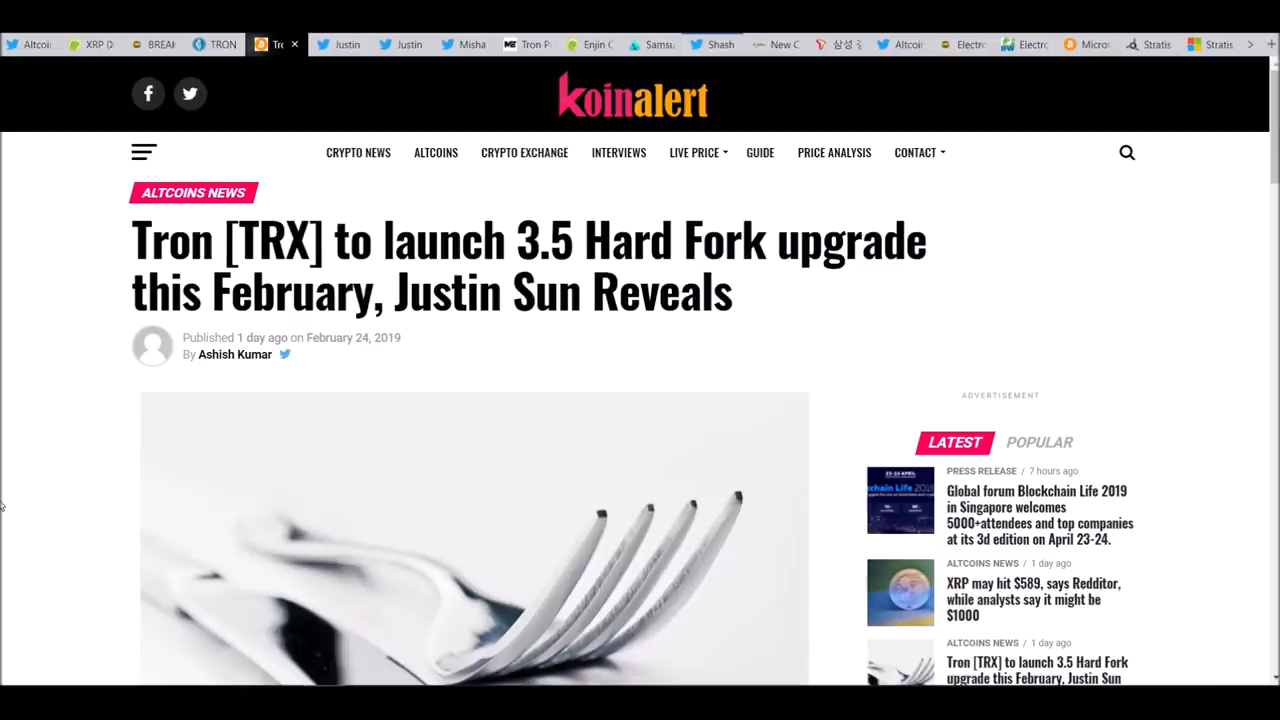 Altcoi
XRP (
BREA
TRON
Tr
Justin
Justin
Misha
Tron P
Enjin C
Samsu
Shash
New C
삼성 갤
Altcoi
Electro
Electro
Micros
Stratis
Stratis
koinalert
CRYPTO NEWS
ALTCOINS
CRYPTO EXCHANGE
INTERVIEWS
LIVE PRICE
GUIDE
PRICE ANALYSIS
CONTACT
ALTCOINS NEWS
Tron [TRX] to launch 3.5 Hard Fork upgrade
this February, Justin Sun Reveals
Published 1 day ago on February 24, 2019
By Ashish Kumar
ADVERTISEMENT
LATEST POPULAR
PRESS RELEASE / 7 hours ago
Global forum Blockchain Life 2019
in Singapore welcomes
5000+attendees and top companies
at its 3d edition on April 23-24.
ALTCOINS NEWS / 1 day ago
XRP may hit $589, says Redditor,
while analysts say it might be
$1000
ALTCOINS NEWS / 1 day ago
Tron [TRX] to launch 3.5 Hard Fork
upgrade this February, Justin Sun